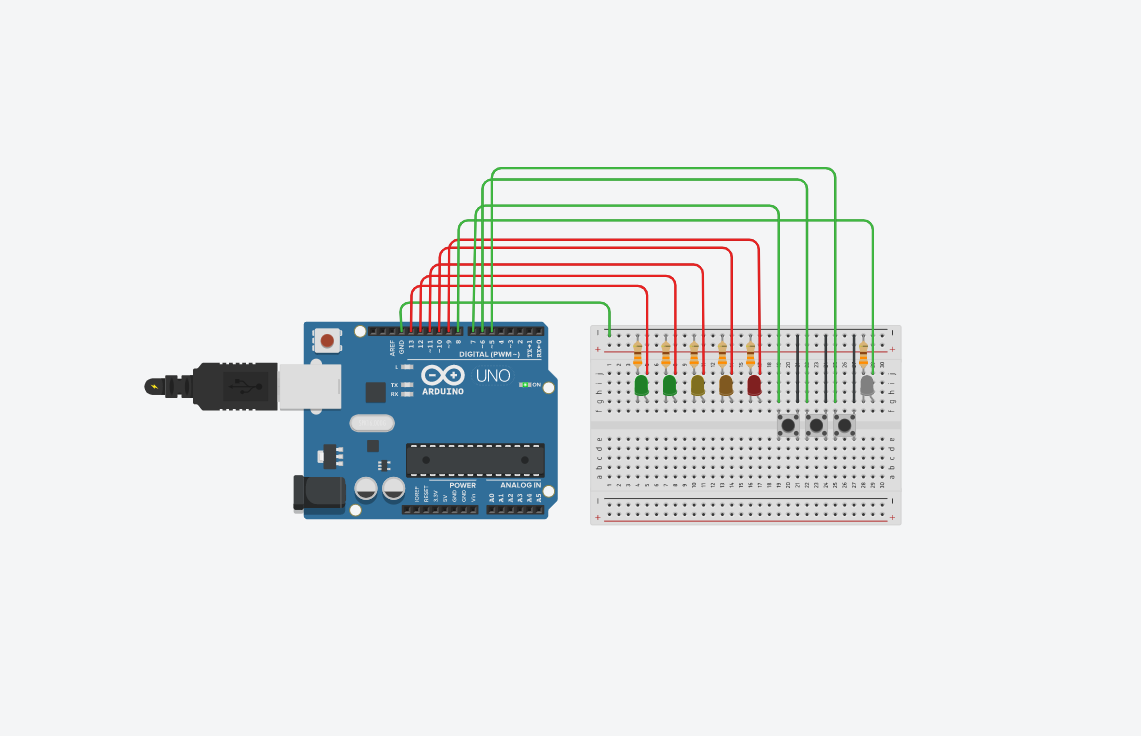 AREF
GND
13
12
~11
~10
~9
8
7
~6
~5
4
~3
2
TX→1
RX←0
DIGITAL (PWM~)
L
TX
RX
ARDUINO
UNO
ON
POWER
ANALOG IN
IOREF
RESET
3.3V
5V
GND
GND
Vin
A0
A1
A2
A3
A4
A5
j
i
h
g
f
e
d
c
b
a